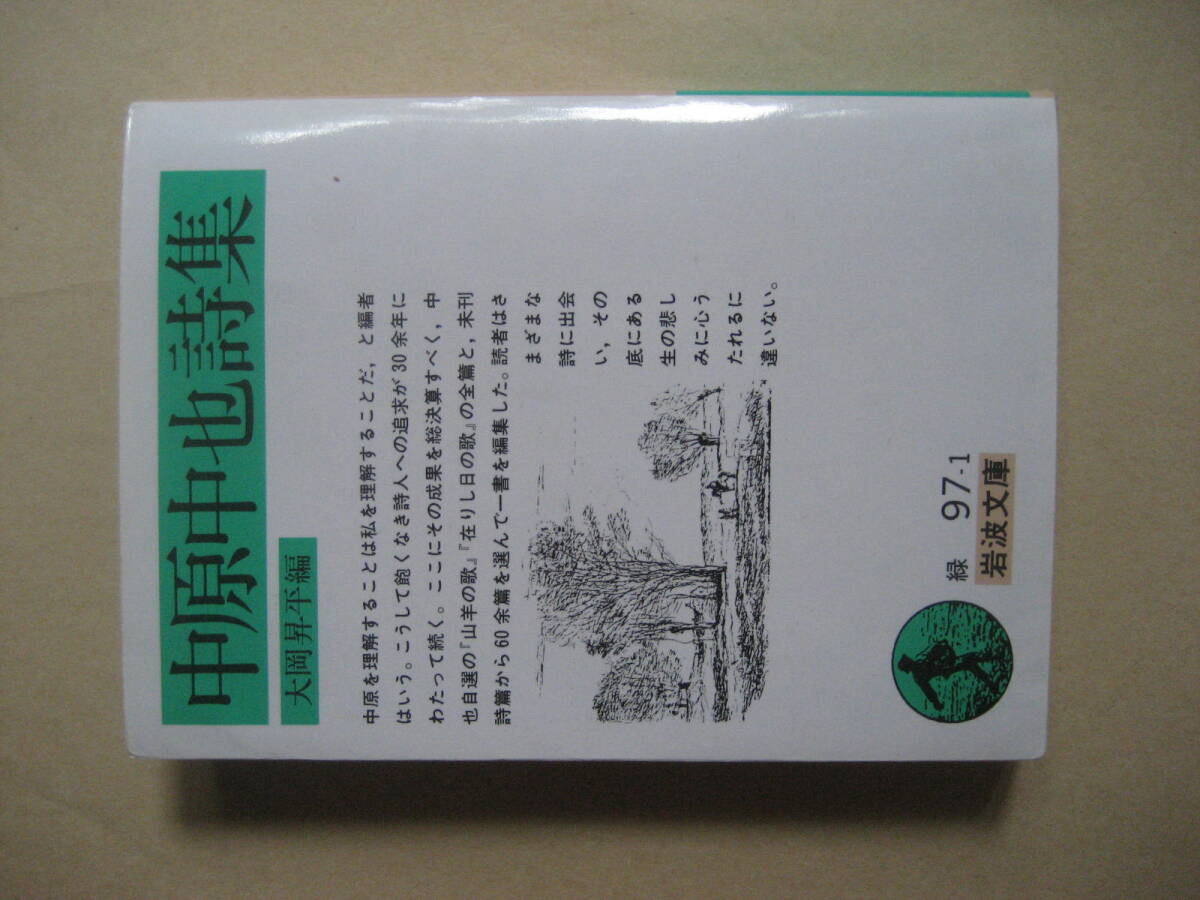 中原中也詩集
大岡昇平編
中原を理解することは私を理解することだ，と編者
はいう。こうして飽くなき詩人への追求が30余年に
わたって続く。ここにその成果を総決算すべく，中
也自選の『山羊の歌』『在りし日の歌』の全篇と，未刊
詩篇から60余篇を選んで一書を編集した。読者はさ
まざまな
詩に出会
い，その
底にある
生の悲し
みに心う
たれるに
違いない。
緑 97-1
岩波文庫